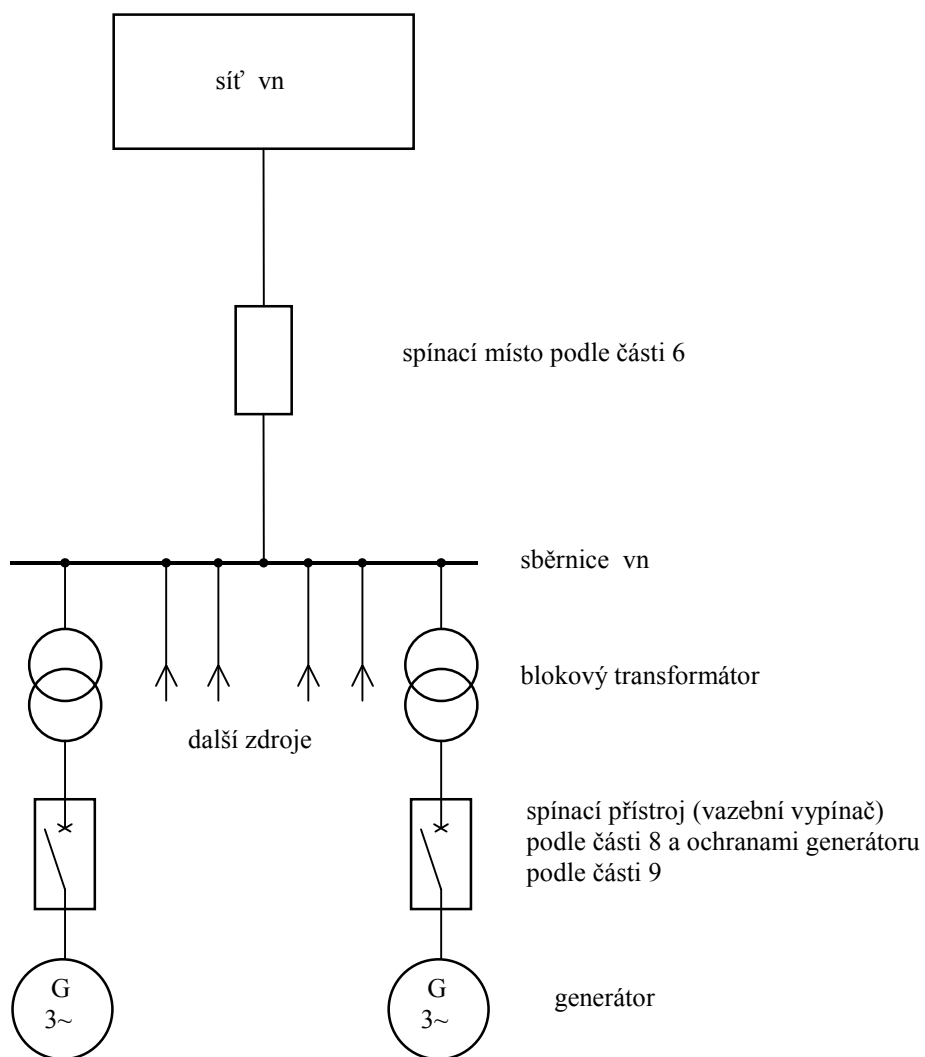 síť vn
spínací místo podle části 6
sběrnice vn
blokový transformátor
další zdroje
spínací přístroj (vazební vypínač)
podle části 8 a ochranami generátoru
podle části 9
G
3~
G
3~
generátor